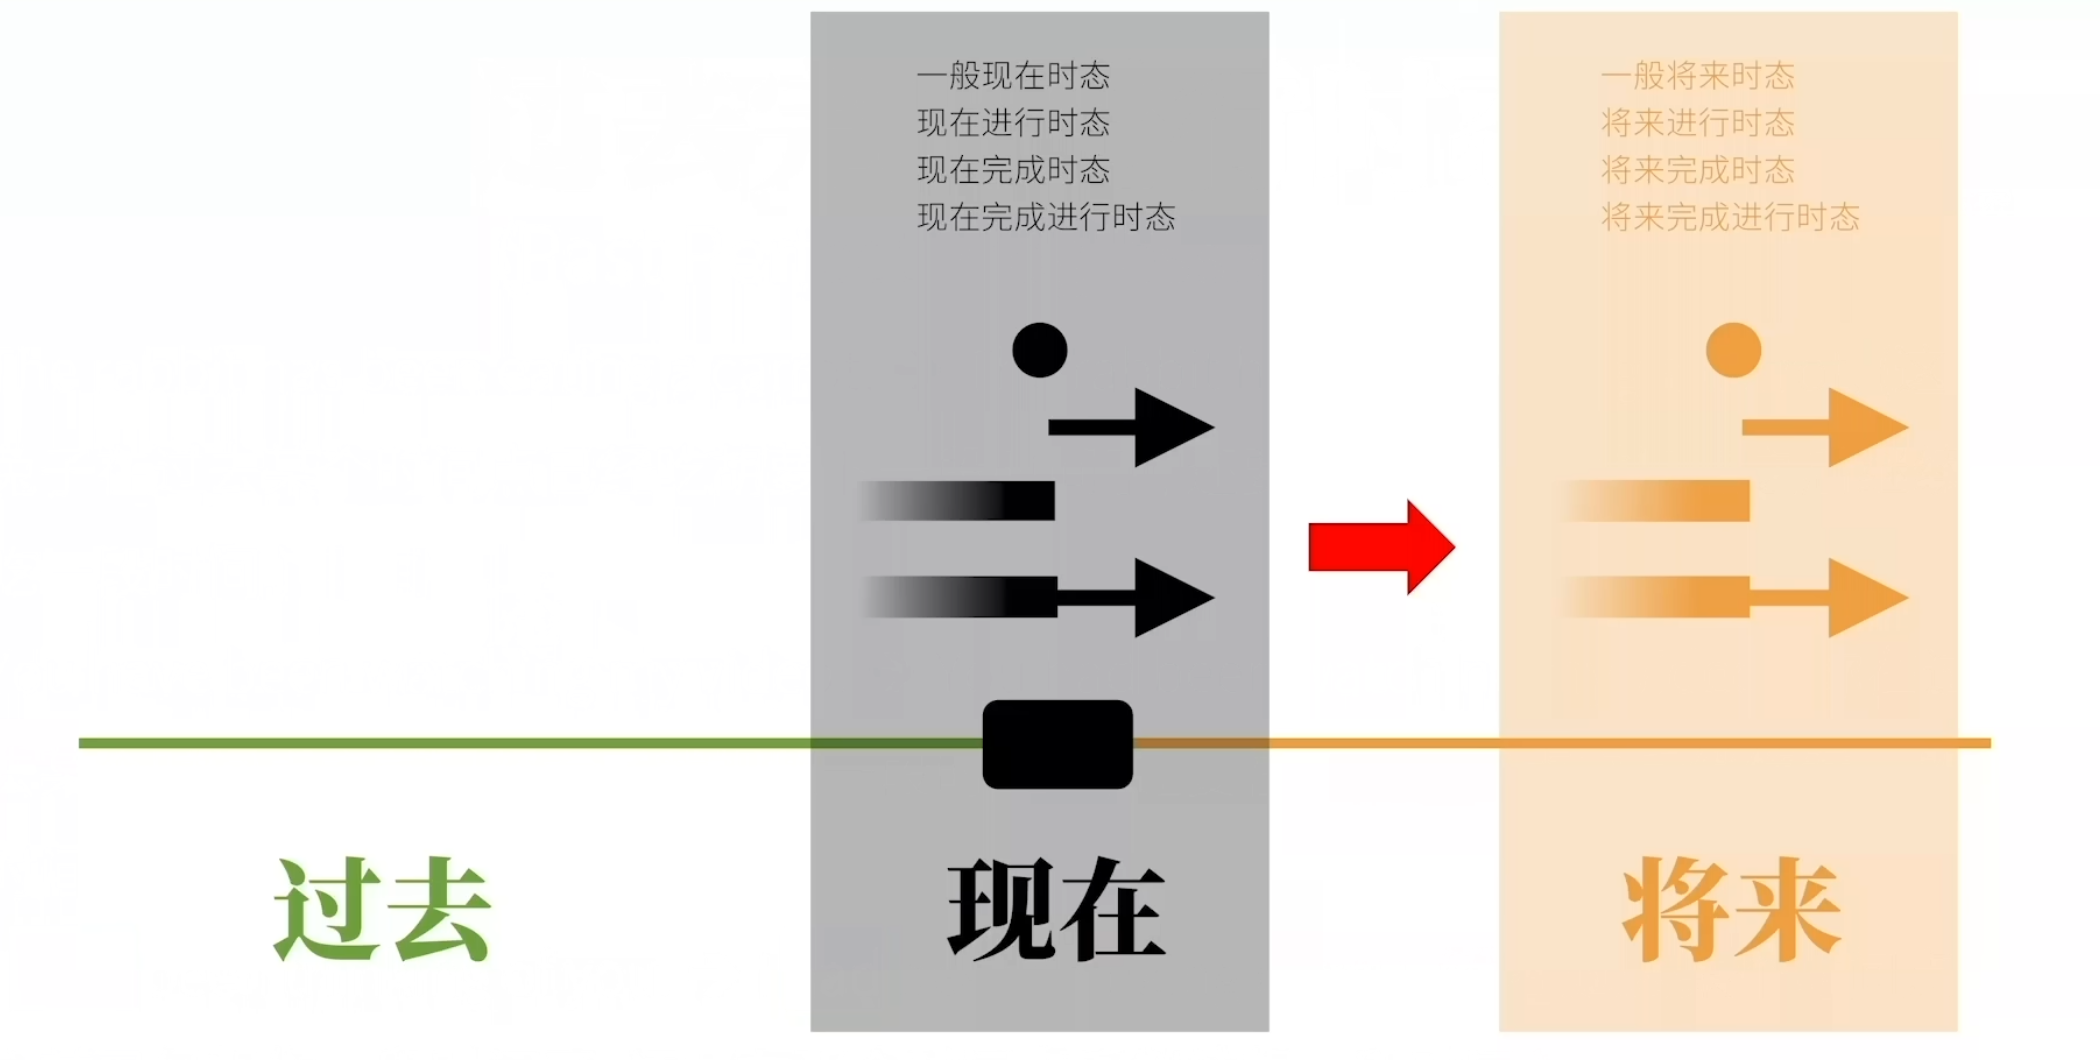 一般现在时态
现在进行时态
现在完成时态
现在完成进行时态
一般将来时态
将来进行时态
将来完成时态
将来完成进行时态
过去
现在
将来